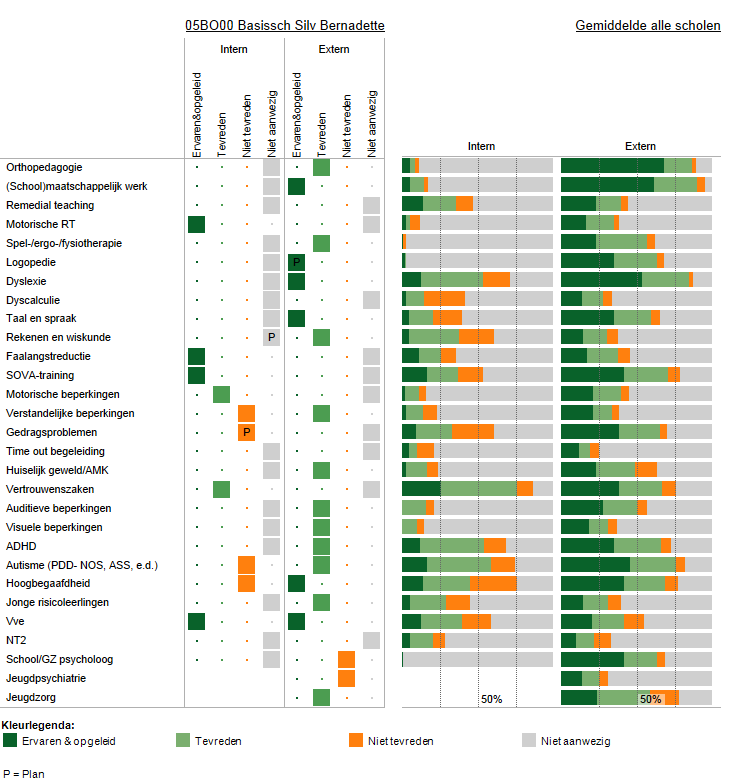 05BO00 Basissch Silv Bernadette
Gemiddelde alle scholen
Intern
Extern
Ervaren&opgeleid
Tevreden
Niet tevreden
Niet aanwezig
Ervaren&opgeleid
Tevreden
Niet tevreden
Niet aanwezig
Intern
Extern
Orthopedagogie
(School)maatschappelijk werk
Remedial teaching
Motorische RT
Spel-/ergo-/fysiotherapie
Logopedie P
Dyslexie
Dyscalculie
Taal en spraak
Rekenen en wiskunde P
Faalangstreductie
SOVA-training
Motorische beperkingen
Verstandelijke beperkingen
Gedragsproblemen P
Time out begeleiding
Huiselijk geweld/AMK
Vertrouwenszaken
Auditieve beperkingen
Visuele beperkingen
ADHD
Autisme (PDD- NOS, ASS, e.d.)
Hoogbegaafdheid
Jonge risicoleerlingen
Vve
NT2
School/GZ psycholoog
Jeugdpsychiatrie
Jeugdzorg
50%
50%
Kleurlegenda:
Ervaren & opgeleid
Tevreden
Niet tevreden
Niet aanwezig
P = Plan